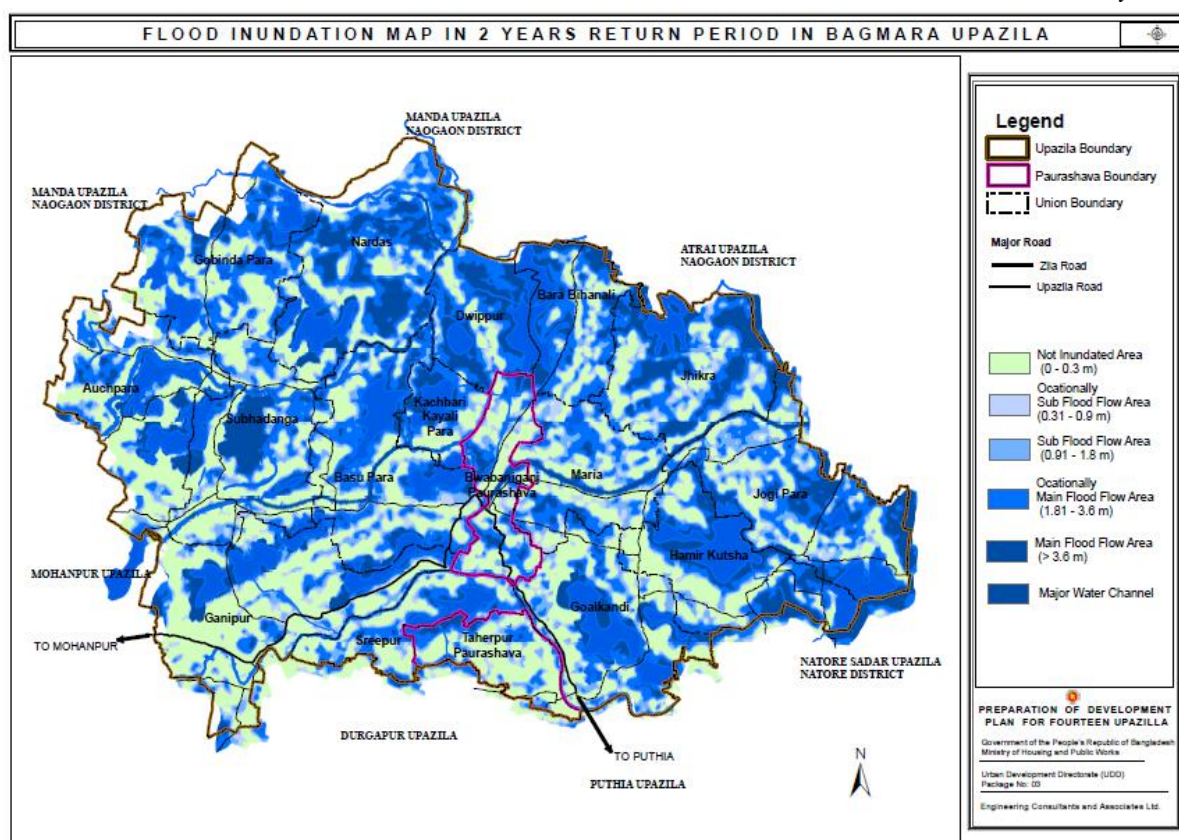 FLOOD INUNDATION MAP IN 2 YEARS RETURN PERIOD IN BAGMARA UPAZILA
MANDA UPAZILA
NAOGAON DISTRICT
MANDA UPAZILA
NAOGAON DISTRICT
ATRAI UPAZILA
NAOGAON DISTRICT
Nardas
Gobinda Para
Bara Bihanali
Dwippur
Jhikra
Auchpara
Kachhari
Kayali
Para
Subhadanga
Basu Para
Bwabaniganj
Paurashava
Maria
Jogi Para
Hamir Kutsha
MOHANPUR UPAZILA
Goalkandi
Ganipur
TO MOHANPUR
Sreepur
Taherpur
Paurashava
NATORE SADAR UPAZILA
NATORE DISTRICT
DURGAPUR UPAZILA
TO PUTHIA
PUTHIA UPAZILA
N
Legend
Upazila Boundary
Paurashava Boundary
Union Boundary
Major Road
Zila Road
Upazila Road
Not Inundated Area
(0 - 0.3 m)
Ocationally
Sub Flood Flow Area
(0.31 - 0.9 m)
Sub Flood Flow Area
(0.91 - 1.8 m)
Ocationally
Main Flood Flow Area
(1.81 - 3.6 m)
Main Flood Flow Area
(> 3.6 m)
Major Water Channel
PREPARATION OF DEVELOPMENT
PLAN FOR FOURTEEN UPAZILLA
Government of the People's Republic of Bangladesh
Ministry of Housing and Public Works
Urban Development Directorate (UDD)
Package No: 03
Engineering Consultants and Associates Ltd.